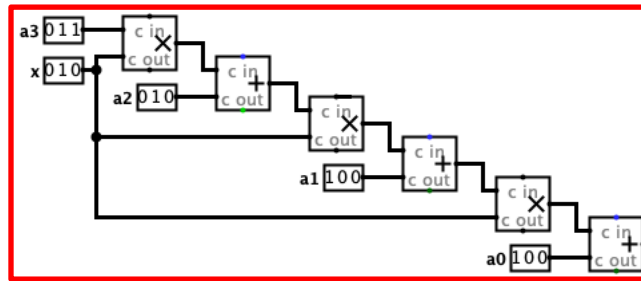 a3 011 c in
×
x 010 c out c in
+
a2 010 c out c in
×
c out c in
+
a1 100 c out c in
×
c out c in
+
a0 100 c out